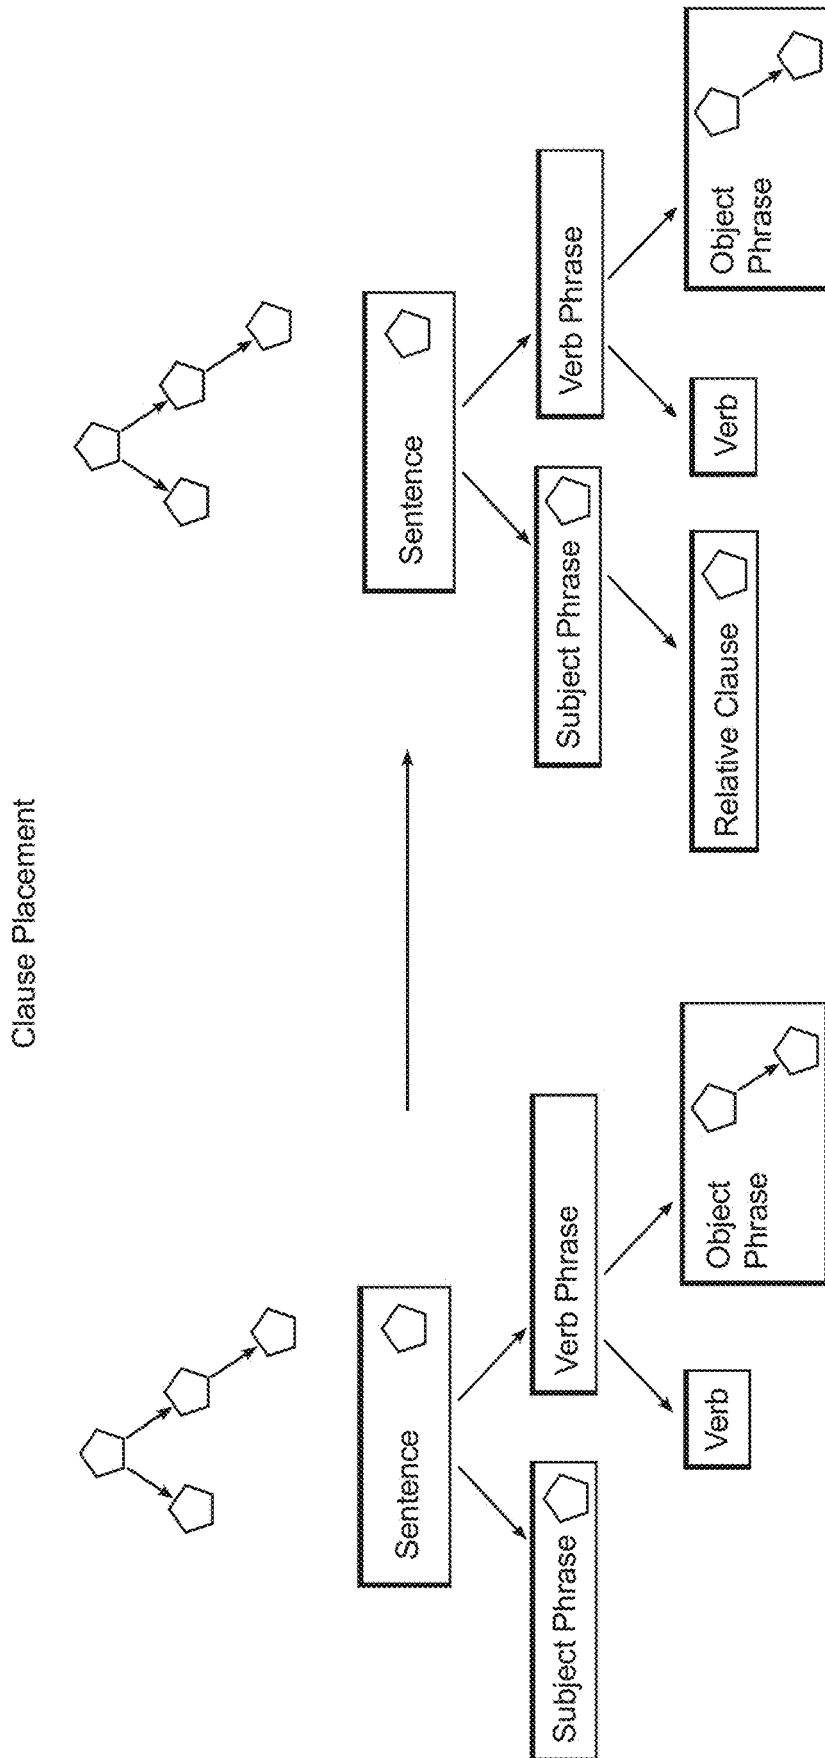 Clause Placement
Sentence
Subject Phrase
Verb Phrase
Verb
Object
Phrase
Sentence
Subject Phrase
Verb Phrase
Relative Clause
Verb
Object
Phrase